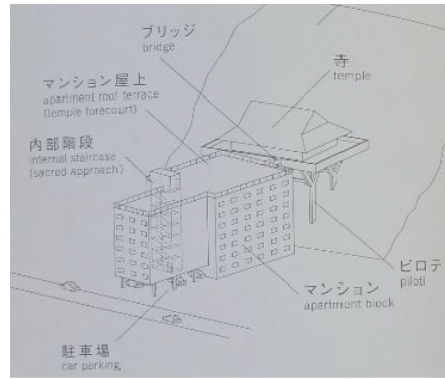 ブリッジ
bridge
寺
temple
マンション屋上
apartment roof terrace
(temple forecourt)
内部階段
internal staircase
(sacred approach)
ピロティ
piloti
マンション
apartment block
駐車場
car parking